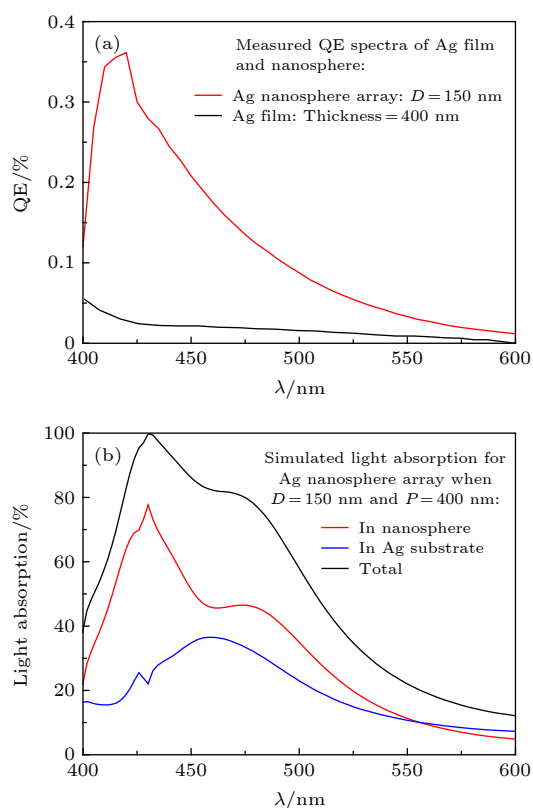 (a)
Measured QE spectra of Ag film
and nanosphere:
Ag nanosphere array: D=150 nm
Ag film: Thickness=400 nm
QE/%
0.4
0.3
0.2
0.1
0
400
450
500
550
600
λ/nm
(b)
Simulated light absorption for
Ag nanosphere array when
D=150 nm and P=400 nm:
In nanosphere
In Ag substrate
Total
Light absorption/%
100
80
60
40
20
0
400
450
500
550
600
λ/nm